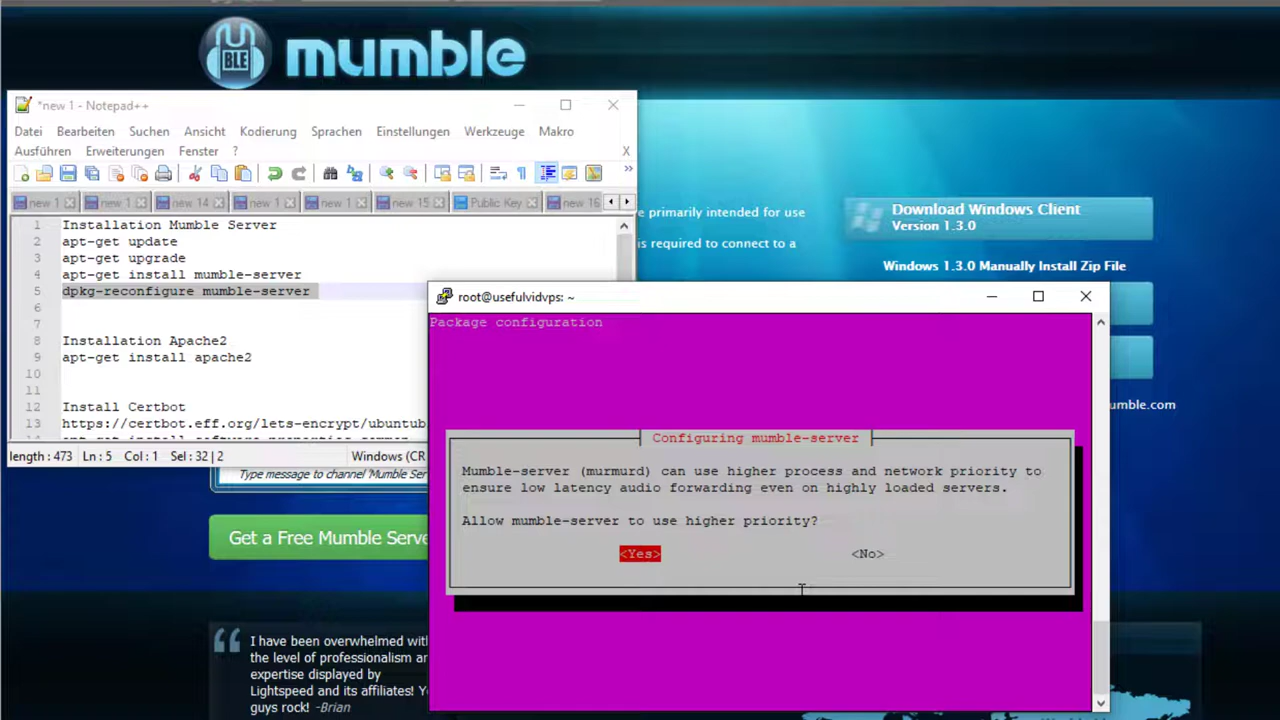 BLE
mumble
*new 1 - Notepad++
Datei Bearbeiten Suchen Ansicht Kodierung Sprachen Einstellungen Werkzeuge Makro
Ausführen Erweiterungen Fenster ? X
new 1 new 1 new 14 new 1 new 1 new 15 Public Key new 16
1 Installation Mumble Server
2 apt-get update
3 apt-get upgrade
4 apt-get install mumble-server
5 dpkg-reconfigure mumble-server
6
7
8 Installation Apache2
9 apt-get install apache2
10
11
12 Install Certbot
13 https://certbot.eff.org/lets-encrypt/ubuntub
length : 473 Ln : 5 Col : 1 Sel : 32 | 2 Windows (CR
re primarily intended for use
is required to connect to a
Download Windows Client
Version 1.3.0
Windows 1.3.0 Manually Install Zip File
umble.com
root@usefulvidvps: ~
Package configuration
Configuring mumble-server
Mumble-server (murmurd) can use higher process and network priority to
ensure low latency audio forwarding even on highly loaded servers.
Allow mumble-server to use higher priority?
<Yes> <No>
Type message to channel 'Mumble Ser
Get a Free Mumble Serve
I have been overwhelmed with
the level of professionalism ar
expertise displayed by
Lightspeed and its affiliates! Y
guys rock! -Brian